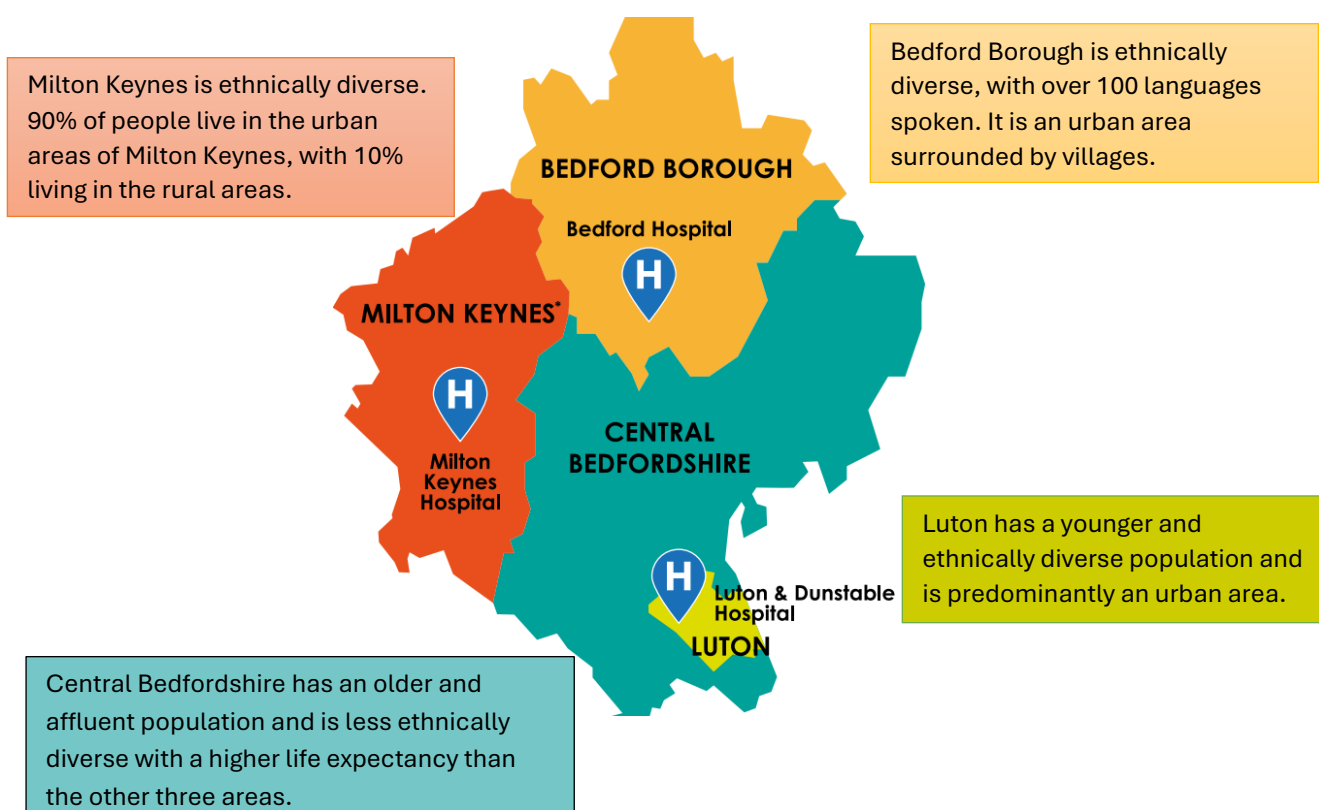 Milton Keynes is ethnically diverse.
90% of people live in the urban
areas of Milton Keynes, with 10%
living in the rural areas.
Bedford Borough is ethnically
diverse, with over 100 languages
spoken. It is an urban area
surrounded by villages.
BEDFORD BOROUGH
Bedford Hospital
H
MILTON KEYNES*
H
Milton
Keynes
Hospital
CENTRAL
BEDFORDSHIRE
Luton has a younger and
ethnically diverse population and
is predominantly an urban area.
H
Luton & Dunstable
Hospital
LUTON
Central Bedfordshire has an older and
affluent population and is less ethnically
diverse with a higher life expectancy than
the other three areas.